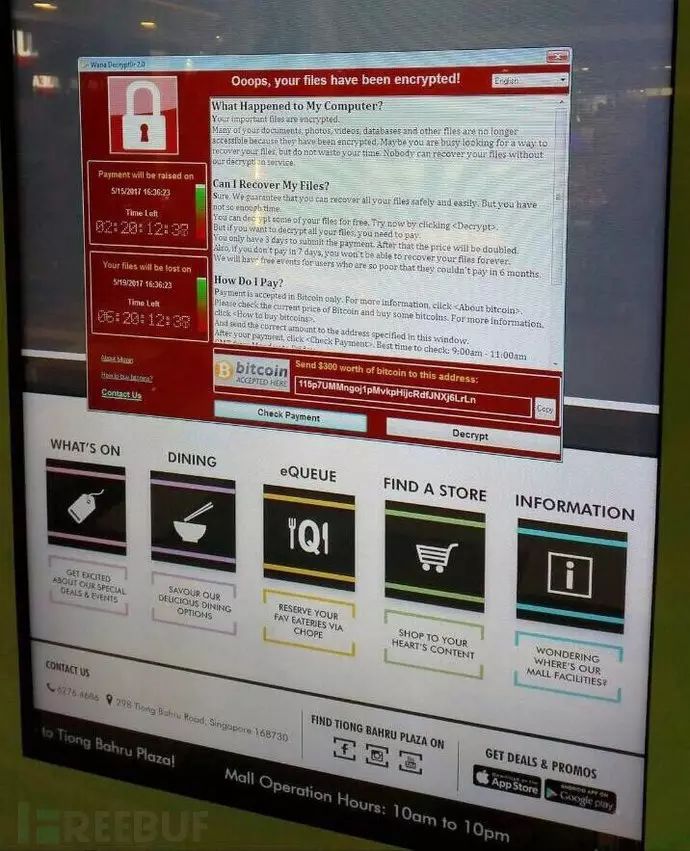 Wana Decrypt0r 2.0
Ooops, your files have been encrypted!
English
What Happened to My Computer?
Your important files are encrypted.
Many of your documents, photos, videos, databases and other files are no longer
accessible because they have been encrypted. Maybe you are busy looking for a way to
recover your files, but do not waste your time. Nobody can recover your files without
our decryption service.
Can I Recover My Files?
Sure. We guarantee that you can recover all your files safely and easily. But you have
not so enough time.
You can decrypt some of your files for free. Try now by clicking <Decrypt>.
But if you want to decrypt all your files, you need to pay.
You only have 3 days to submit the payment. After that the price will be doubled.
Also, if you don't pay in 7 days, you won't be able to recover your files forever.
We will have free events for users who are so poor that they couldn't pay in 6 months.
How Do I Pay?
Payment is accepted in Bitcoin only. For more information, click <About bitcoin>.
Please check the current price of Bitcoin and buy some bitcoins. For more information,
click <How to buy bitcoins>.
And send the correct amount to the address specified in this window.
After your payment, click <Check Payment>. Best time to check: 9:00am - 11:00am
Payment will be raised on
5/15/2017 16:36:23
Time Left
02:20:12:37
Your files will be lost on
5/19/2017 16:36:23
Time Left
06:20:12:37
About bitcoin
How to buy bitcoins?
Contact Us
bitcoin
ACCEPTED HERE
Send $300 worth of bitcoin to this address:
115p7UMMngoj1pMvkpHijcRdfJNXj6LrLn
Copy
Check Payment
Decrypt
WHAT'S ON
DINING
eQUEUE
FIND A STORE
INFORMATION
Q
i
GET EXCITED
ABOUT OUR SPECIAL
DEALS & EVENTS
SAVOUR OUR
DELICIOUS DINING
OPTIONS
RESERVE YOUR
FAV EATERIES VIA
CHOPE
SHOP TO YOUR
HEART'S CONTENT
WONDERING
WHERE'S OUR
MALL FACILITIES?
CONTACT US
6276 4686
298 Tiong Bahru Road, Singapore 168730
FIND TIONG BAHRU PLAZA ON
f
You
GET DEALS & PROMOS
App Store
ANDROID APP ON
Google play
to Tiong Bahru Plaza!
Mall Operation Hours: 10am to 10pm
FREEBUF